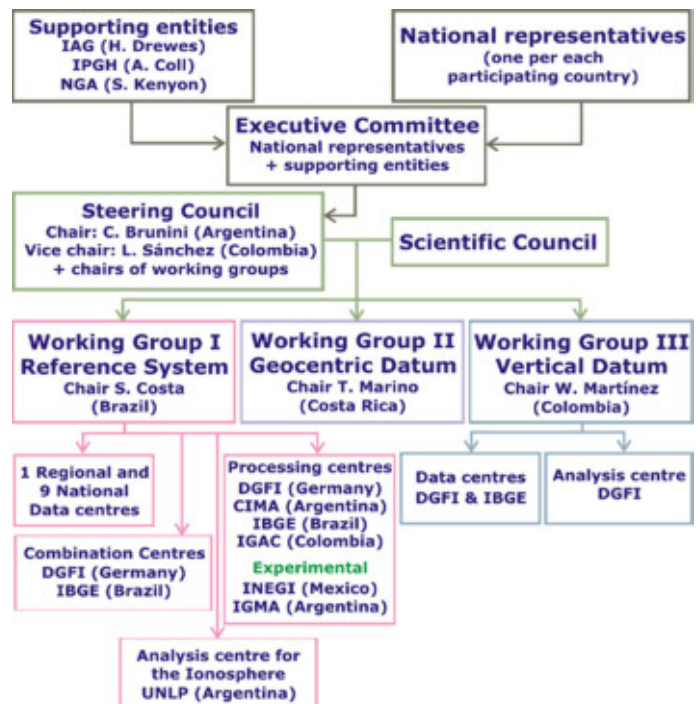 Supporting entities
IAG (H. Drewes)
IPGH (A. Coll)
NGA (S. Kenyon)
National representatives
(one per each
participating country)
Executive Committee
National representatives
+ supporting entities
Steering Council
Chair: C. Brunini (Argentina)
Vice chair: L. Sánchez (Colombia)
+ chairs of working groups
Scientific Council
Working Group I
Reference System
Chair S. Costa
(Brazil)
Working Group II
Geocentric Datum
Chair T. Marino
(Costa Rica)
Working Group III
Vertical Datum
Chair W. Martínez
(Colombia)
1 Regional and
9 National
Data centres
Combination Centres
DGFI (Germany)
IBGE (Brazil)
Processing centres
DGFI (Germany)
CIMA (Argentina)
IBGE (Brazil)
IGAC (Colombia)
Experimental
INEGI (Mexico)
IGMA (Argentina)
Analysis centre for
the Ionosphere
UNLP (Argentina)
Data centres
DGFI & IBGE
Analysis centre
DGFI